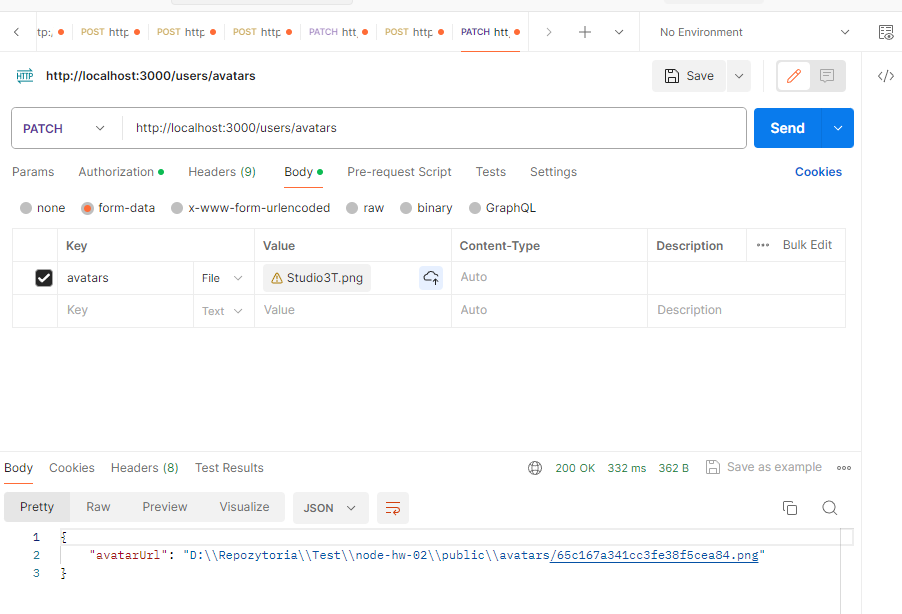 tp:/ POST http POST http POST http PATCH htt POST http PATCH htt No Environment
HTTP http://localhost:3000/users/avatars Save
PATCH http://localhost:3000/users/avatars Send
Params Authorization Headers (9) Body Pre-request Script Tests Settings Cookies
none form-data x-www-form-urlencoded raw binary GraphQL
Key Value Content-Type Description Bulk Edit
avatars File Studio3T.png Auto
Key Text Value Auto Description
Body Cookies Headers (8) Test Results 200 OK 332 ms 362 B Save as example
Pretty Raw Preview Visualize JSON
1 {
2 "avatarUrl": "D:\\Repozytoria\\Test\\node-hw-02\\public\\avatars/65c167a341cc3fe38f5cea84.png"
3 }